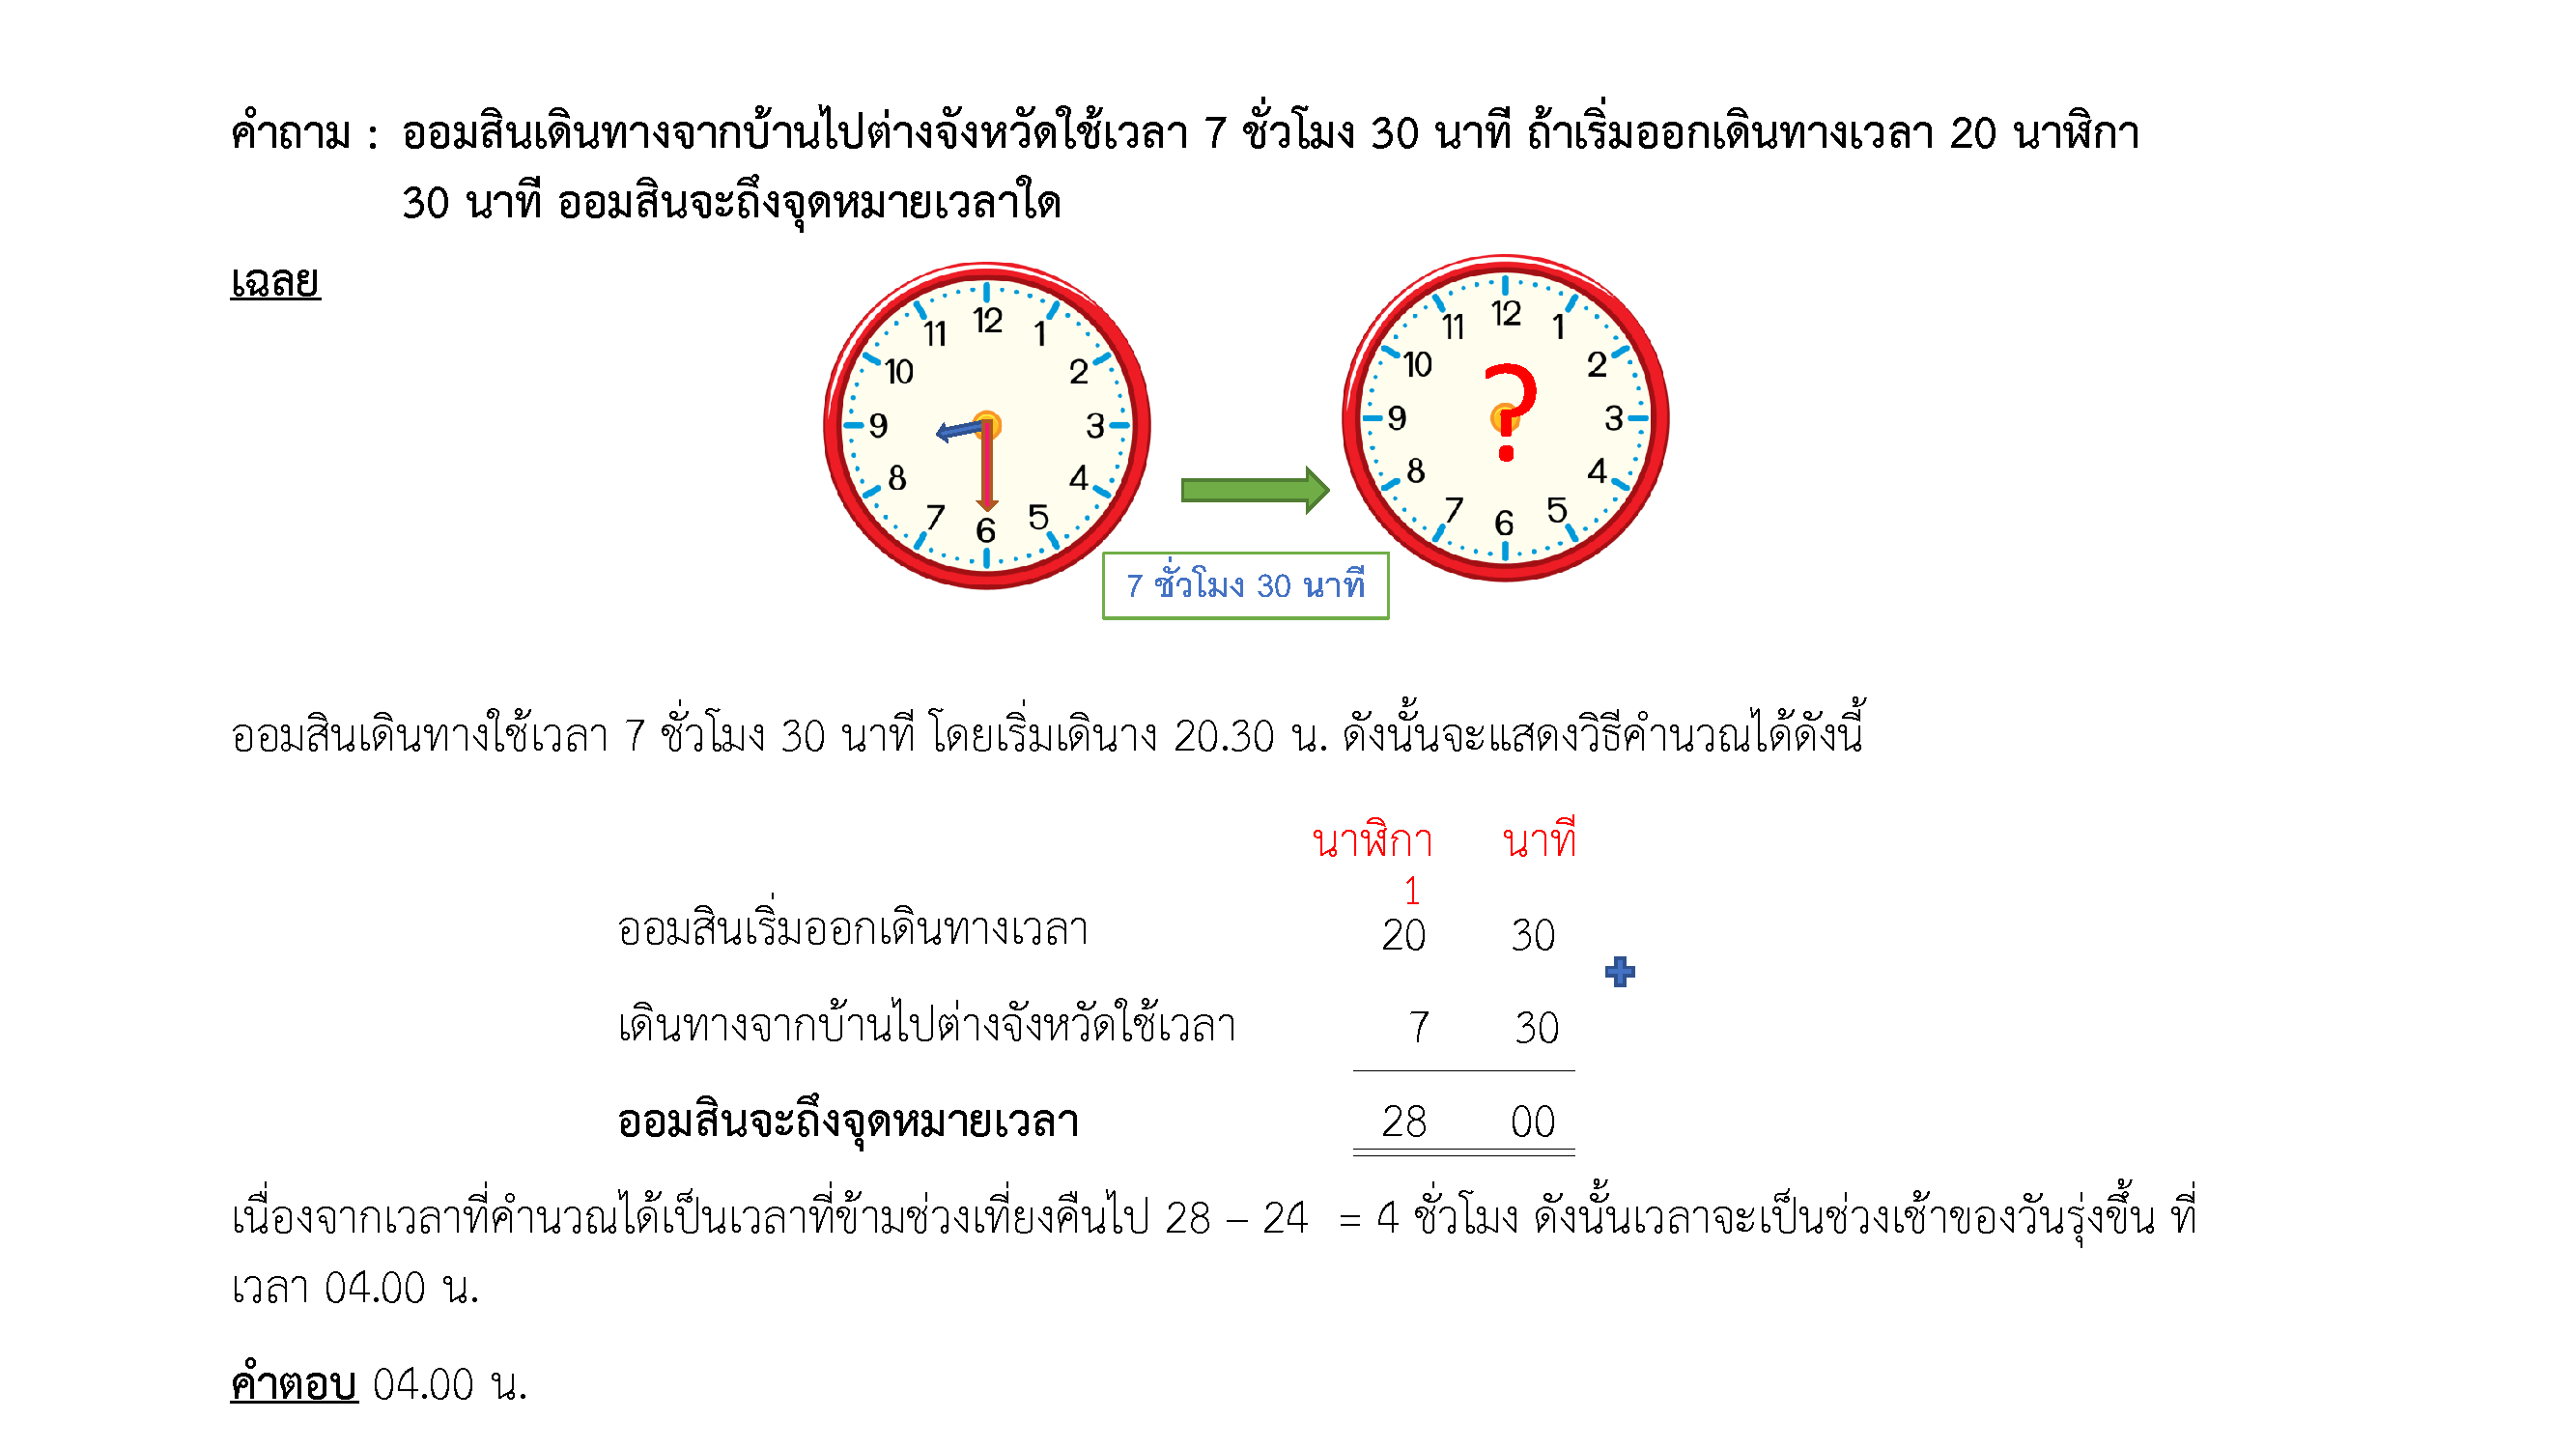 คำถาม : ออมสินเดินทางจากบ้านไปต่างจังหวัดใช้เวลา 7 ชั่วโมง 30 นาที ถ้าเริ่มออกเดินทางเวลา 20 นาฬิกา
30 นาที ออมสินจะถึงจุดหมายเวลาใด
เฉลย
12 1 2 3 4 5 6 7 8 9 10 11
12 1 2 3 4 5 6 7 8 9 10 11
?
7 ชั่วโมง 30 นาที
ออมสินเดินทางใช้เวลา 7 ชั่วโมง 30 นาที โดยเริ่มเดินาง 20.30 น. ดังนั้นจะแสดงวิธีคำนวณได้ดังนี้
นาฬิกา นาที
1
ออมสินเริ่มออกเดินทางเวลา 20 30
+
เดินทางจากบ้านไปต่างจังหวัดใช้เวลา 7 30
ออมสินจะถึงจุดหมายเวลา 28 00
เนื่องจากเวลาที่คำนวณได้เป็นเวลาที่ข้ามช่วงเที่ยงคืนไป 28 – 24 = 4 ชั่วโมง ดังนั้นเวลาจะเป็นช่วงเช้าของวันรุ่งขึ้น ที่
เวลา 04.00 น.
คำตอบ 04.00 น.